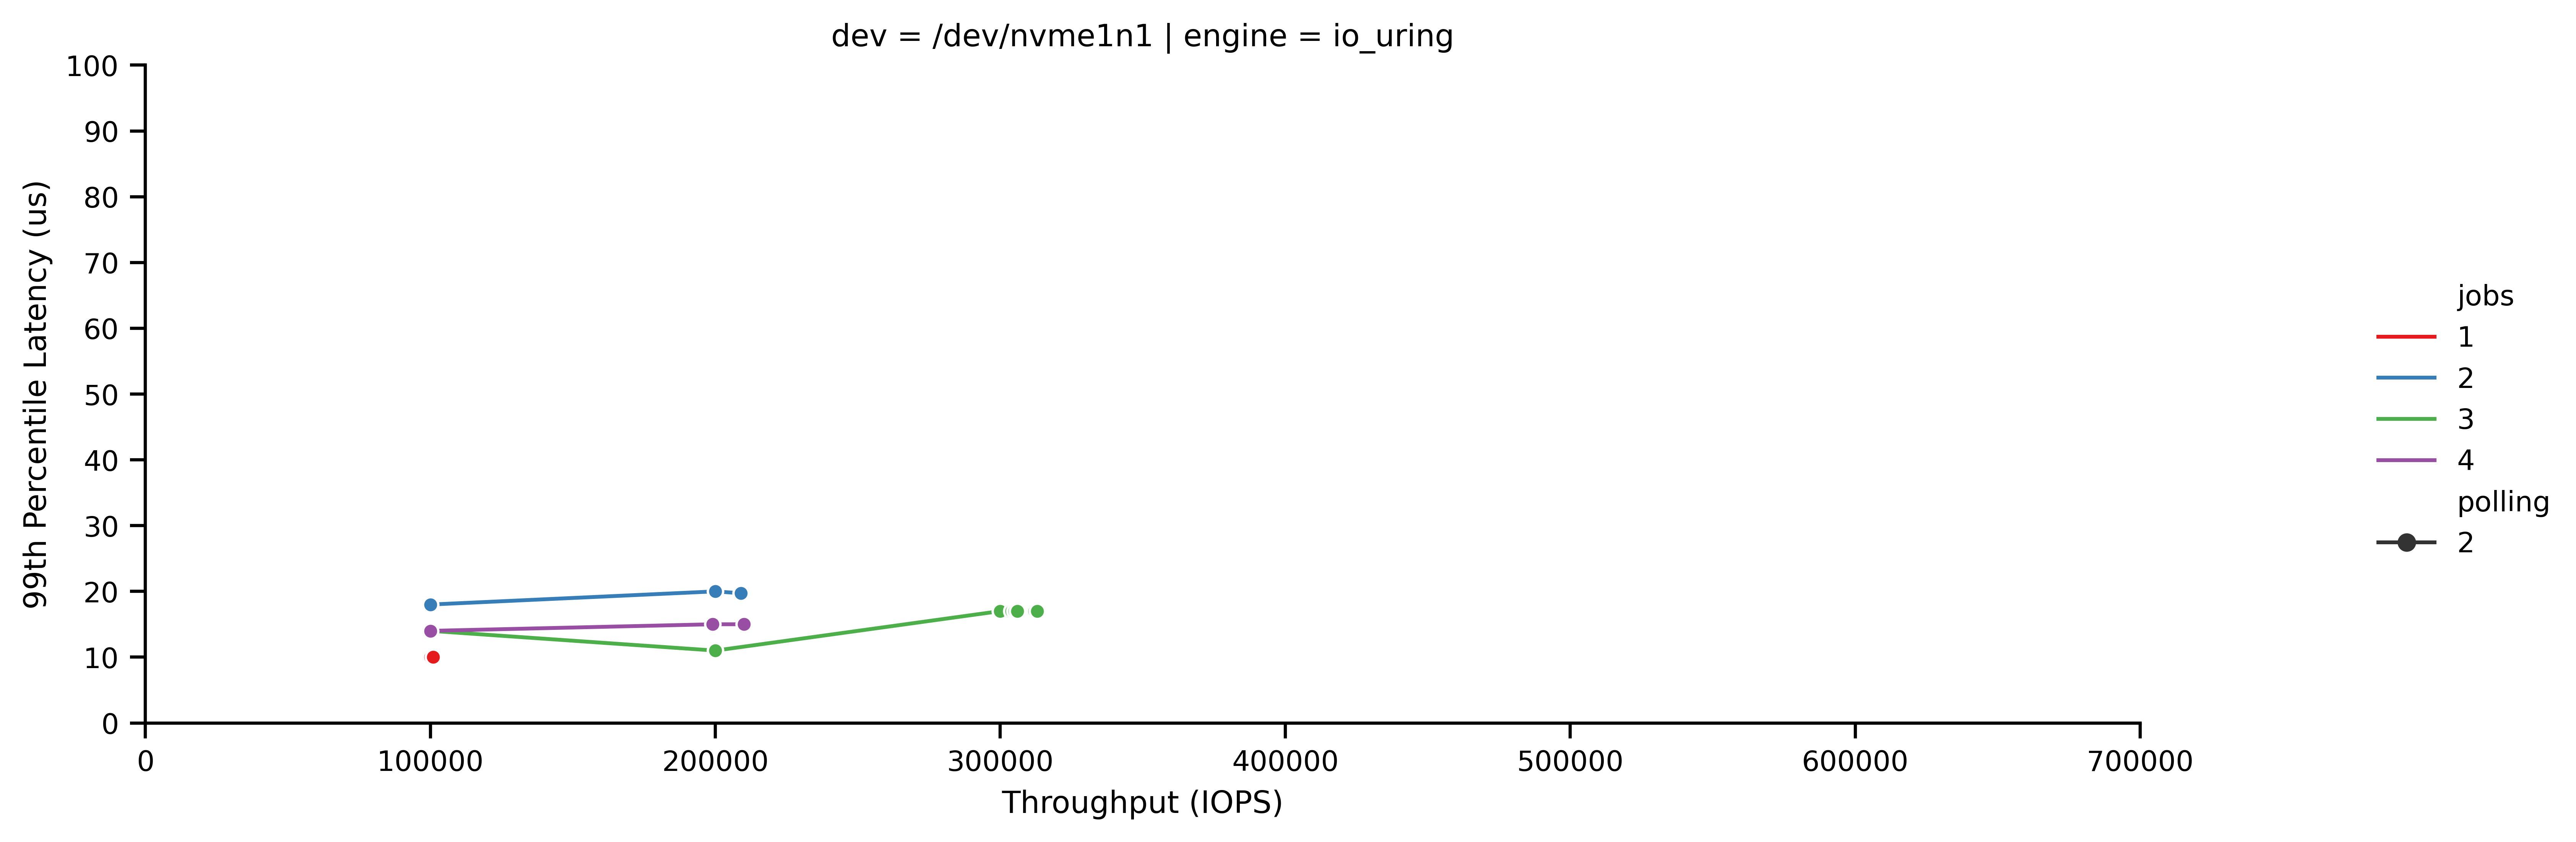 dev = /dev/nvme1n1 | engine = io_uring
100
90
80
70
60
50
40
30
20
10
0
99th Percentile Latency (us)
0 100000 200000 300000 400000 500000 600000 700000
Throughput (IOPS)
jobs
1
2
3
4
polling
2